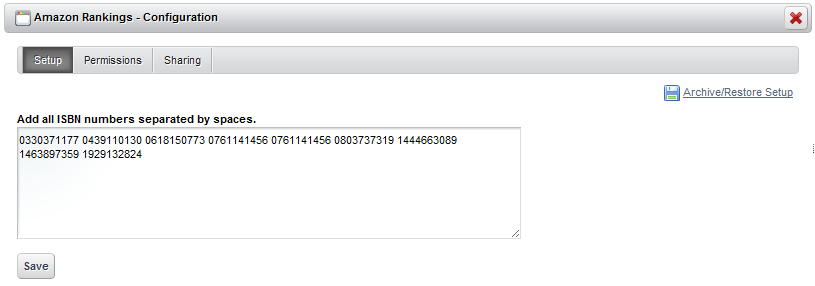 Amazon Rankings - Configuration
Setup Permissions Sharing
Archive/Restore Setup
Add all ISBN numbers separated by spaces.
0330371177 0439110130 0618150773 0761141456 0761141456 0803737319 1444663089
1463897359 1929132824
Save